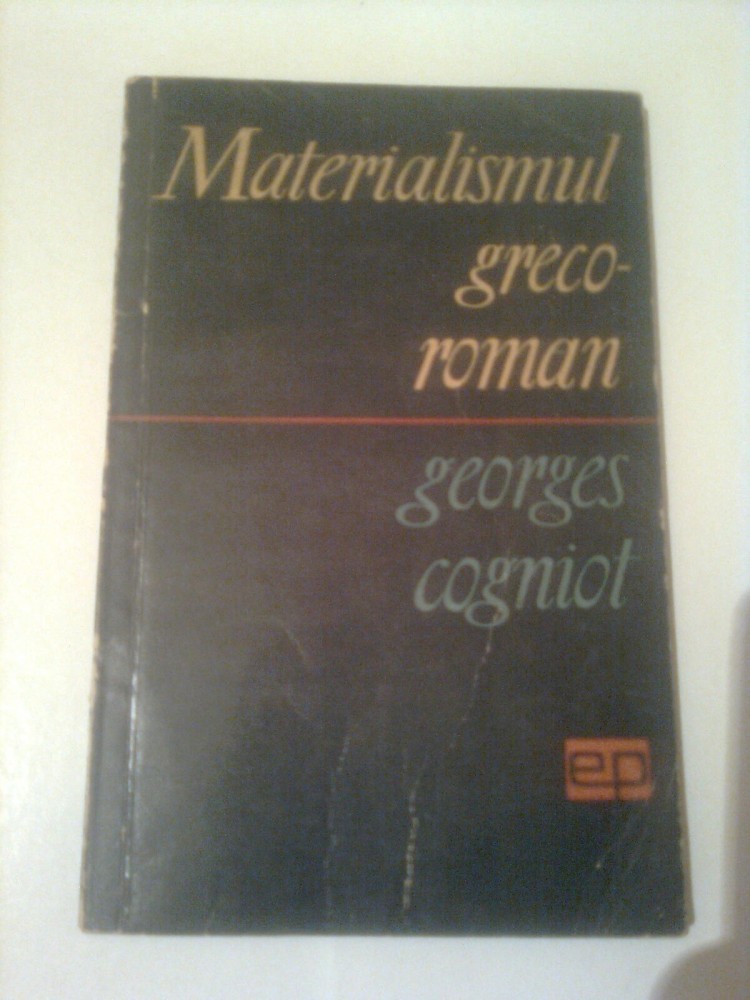 Materialismul
greco-
roman
georges
cogniot
ep